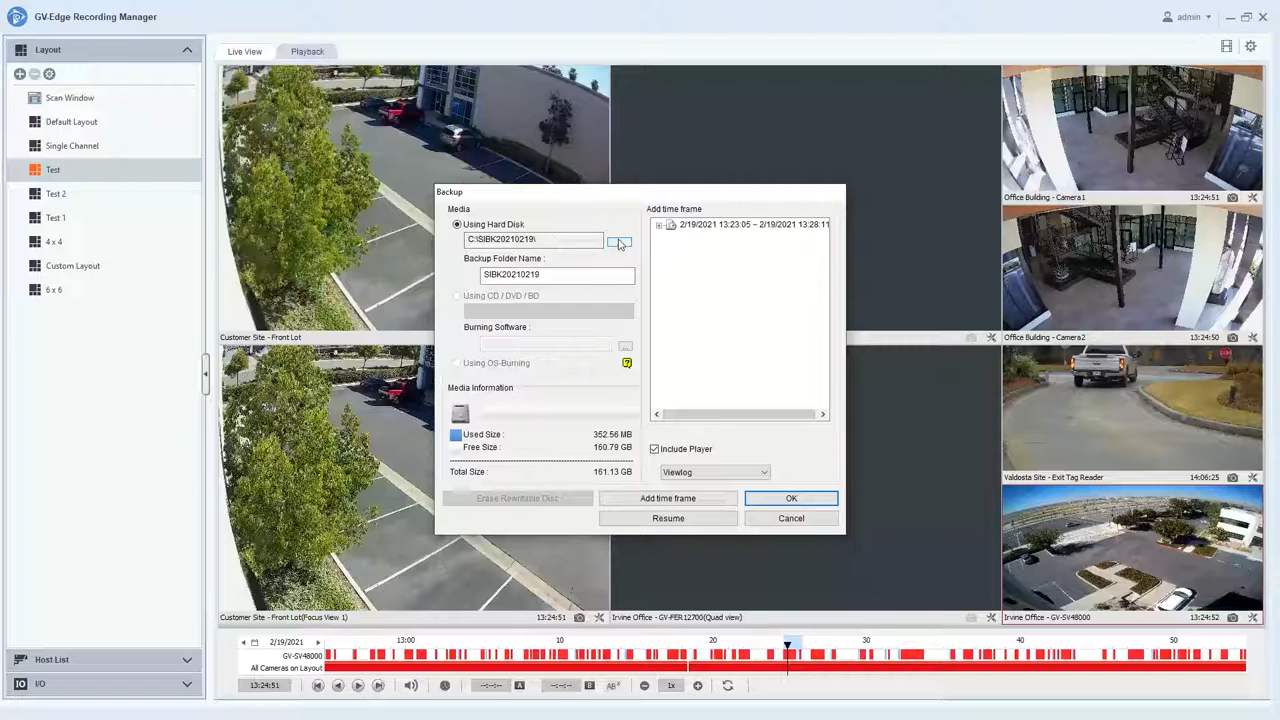 GV-Edge Recording Manager
admin
Layout
Live View
Playback
Scan Window
Default Layout
Single Channel
Test
Test 2
Test 1
4 x 4
Custom Layout
6 x 6
Office Building - Camera1
13:24:51
Backup
Media
Using Hard Disk
C:\SIBK20210219\
Backup Folder Name :
SIBK20210219
Using CD / DVD / BD
Burning Software :
...
Using OS-Burning
?
Media Information
Used Size :
352.56 MB
Free Size :
160.79 GB
Total Size :
161.13 GB
Erase Rewritable Disc
Add time frame
2/19/2021 13:23:05 ~ 2/19/2021 13:28:11
Include Player
Viewlog
Add time frame
OK
Resume
Cancel
Customer Site - Front Lot
Office Building - Camera2
13:24:50
Valdosta Site - Exit Tag Reader
14:06:25
Customer Site - Front Lot(Focus View 1)
13:24:51
Irvine Office - GV-FER12700(Quad view)
Irvine Office - GV-SV48000
13:24:52
Host List
I/O
2/19/2021
13:00
10
20
30
40
50
GV-SV48000
All Cameras on Layout
13:24:51
--:--:--
A
--:--:--
B
1x